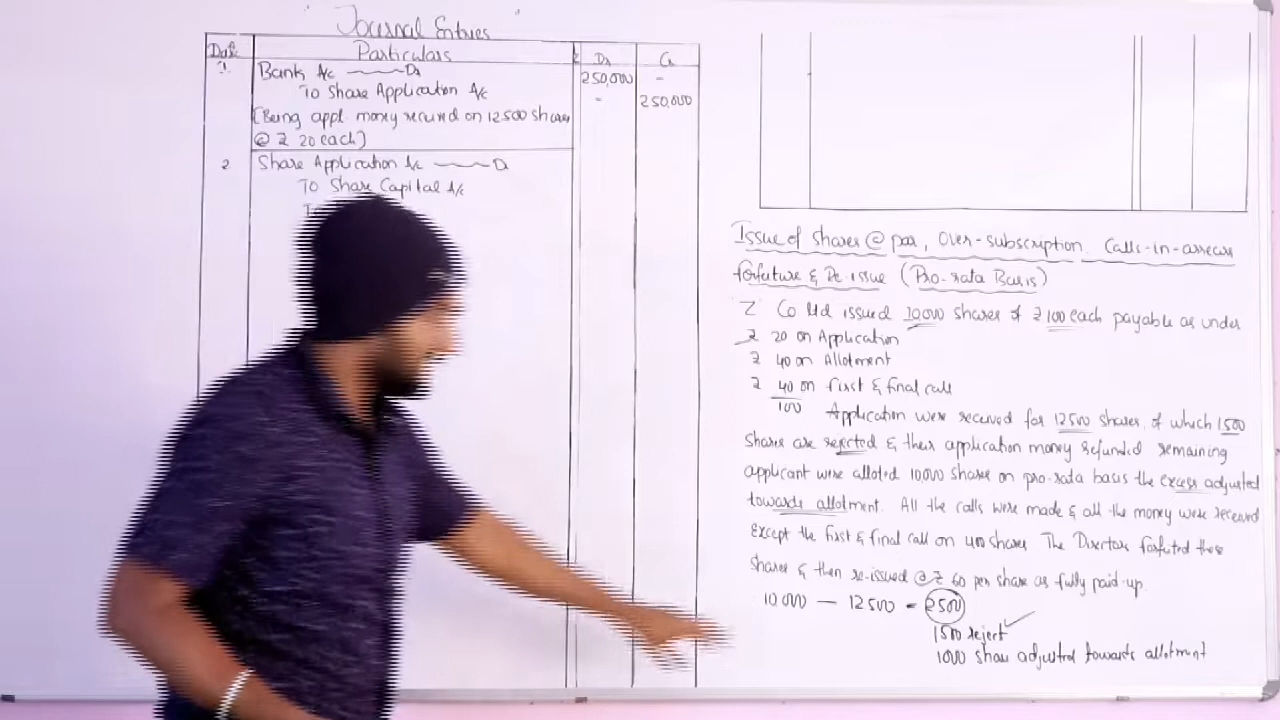 " Journal Entries "
Date Particulars Dr Cr
1. Bank A/c Dr 250,000 -
To Share Application A/c - 250,000
(Being appl money received on 12500 shares
@ ₹ 20 each)
2 Share Application A/c Dr
To Share Capital A/c
Issue of shares @ par, Over-subscription, Calls-in-arrears
forfuture & Re-issue (Pro-rata Basis)
Z Co Ltd issued 10,000 shares of ₹ 100 each payable as under
₹ 20 on Application
₹ 40 on Allotment
₹ 40 on first & final call
100 Application were received for 12500 shares, of which 1500
shares are rejected & their application money refunded remaining
applicant were alloted 10,000 shares on pro-rata basis the excess adjusted
towards allotment. All the calls were made & all the money were received
Except the first & final call on 400 shares The Directors forfuted these
shares & then re-issued @ ₹ 60 per share as fully paid-up
10000 — 12500 = 2500
1500 reject
1000 share adjusted towards allotment